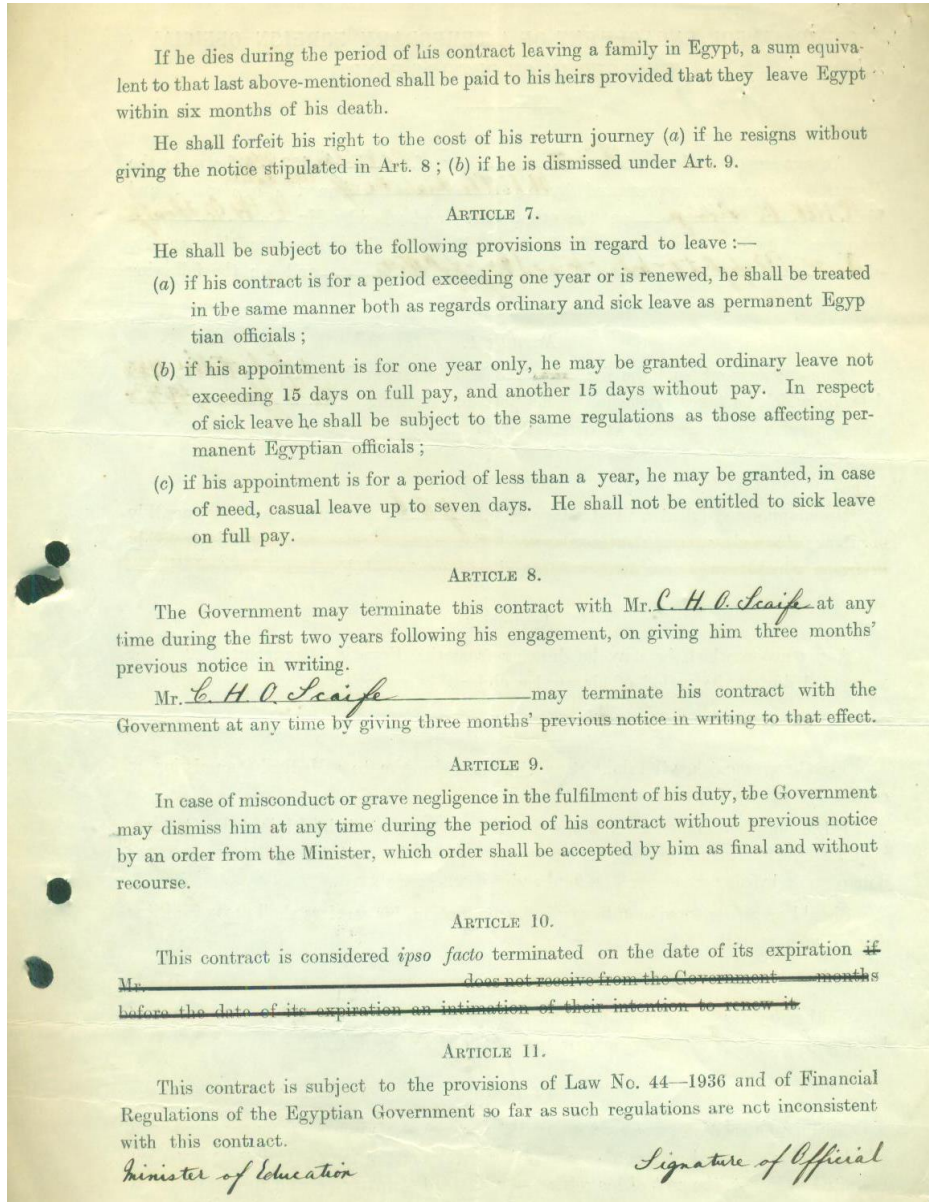 If he dies during the period of his contract leaving a family in Egypt, a sum equiva-
lent to that last above-mentioned shall be paid to his heirs provided that they leave Egypt
within six months of his death.
He shall forfeit his right to the cost of his return journey (a) if he resigns without
giving the notice stipulated in Art. 8 ; (b) if he is dismissed under Art. 9.
ARTICLE 7.
He shall be subject to the following provisions in regard to leave :—
(a) if his contract is for a period exceeding one year or is renewed, he shall be treated
in the same manner both as regards ordinary and sick leave as permanent Egyp
tian officials ;
(b) if his appointment is for one year only, he may be granted ordinary leave not
exceeding 15 days on full pay, and another 15 days without pay. In respect
of sick leave he shall be subject to the same regulations as those affecting per-
manent Egyptian officials ;
(c) if his appointment is for a period of less than a year, he may be granted, in case
of need, casual leave up to seven days. He shall not be entitled to sick leave
on full pay.
ARTICLE 8.
The Government may terminate this contract with Mr. C. H. O. Scaife at any
time during the first two years following his engagement, on giving him three months'
previous notice in writing.
Mr. C. H. O. Scaife may terminate his contract with the
Government at any time by giving three months' previous notice in writing to that effect.
ARTICLE 9.
In case of misconduct or grave negligence in the fulfilment of his duty, the Government
may dismiss him at any time during the period of his contract without previous notice
by an order from the Minister, which order shall be accepted by him as final and without
recourse.
ARTICLE 10.
This contract is considered ipso facto terminated on the date of its expiration if
Mr. does not receive from the Government months
before the date of its expiration an intimation of their intention to renew it.
ARTICLE 11.
This contract is subject to the provisions of Law No. 44—1936 and of Financial
Regulations of the Egyptian Government so far as such regulations are not inconsistent
with this contract.
Minister of Education Signature of Official